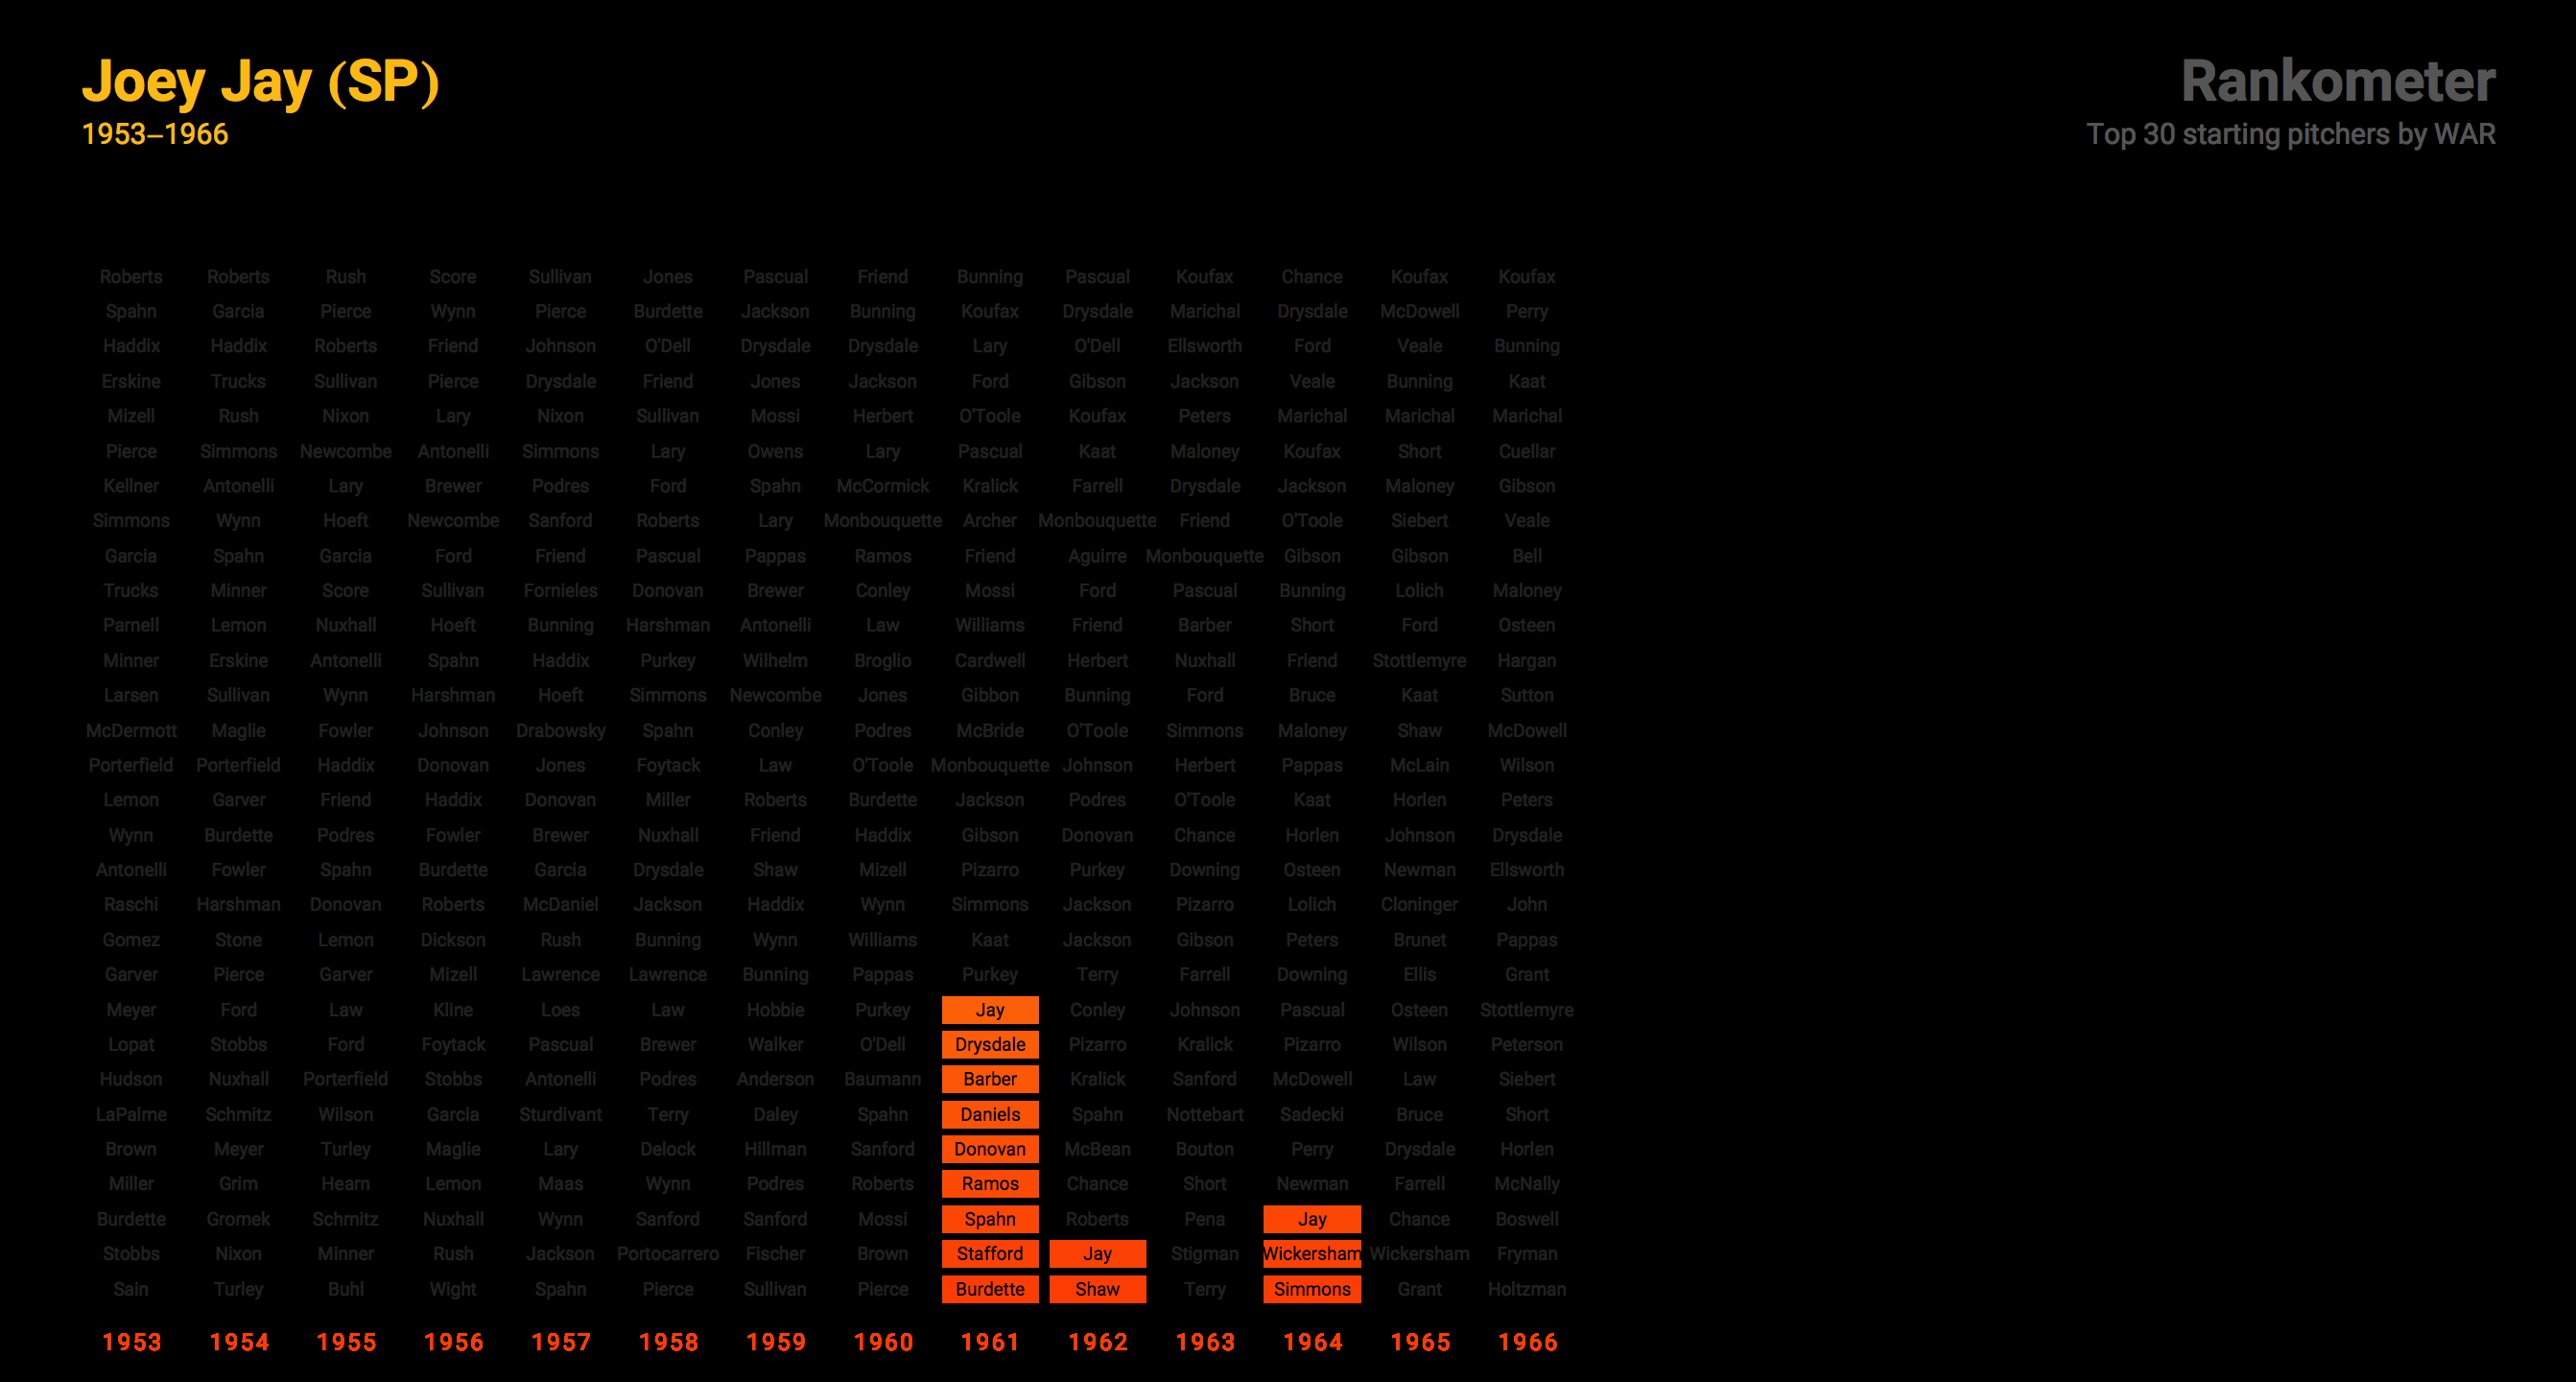 Joey Jay (SP)
1953–1966
Rankometer
Top 30 starting pitchers by WAR
Roberts Roberts Rush Score Sullivan Jones Pascual Friend Bunning Pascual Koufax Chance Koufax Koufax
Spahn Garcia Pierce Wynn Pierce Burdette Jackson Bunning Koufax Drysdale Marichal Drysdale McDowell Perry
Haddix Haddix Roberts Friend Johnson O'Dell Drysdale Drysdale Lary O'Dell Ellsworth Ford Veale Bunning
Erskine Trucks Sullivan Pierce Drysdale Friend Jones Jackson Ford Gibson Jackson Veale Bunning Kaat
Mizell Rush Nixon Lary Nixon Sullivan Mossi Herbert O'Toole Koufax Peters Marichal Marichal Marichal
Pierce Simmons Newcombe Antonelli Simmons Lary Owens Lary Pascual Kaat Maloney Koufax Short Cuellar
Kellner Antonelli Lary Brewer Podres Ford Spahn McCormick Kralick Farrell Drysdale Jackson Maloney Gibson
Simmons Wynn Hoeft Newcombe Sanford Roberts Lary Monbouquette Archer Monbouquette Friend O'Toole Siebert Veale
Garcia Spahn Garcia Ford Friend Pascual Pappas Ramos Friend Aguirre Monbouquette Gibson Gibson Bell
Trucks Minner Score Sullivan Fornieles Donovan Brewer Conley Mossi Ford Pascual Bunning Lolich Maloney
Parnell Lemon Nuxhall Hoeft Bunning Harshman Antonelli Law Williams Friend Barber Short Ford Osteen
Minner Erskine Antonelli Spahn Haddix Purkey Wilhelm Broglio Cardwell Herbert Nuxhall Friend Stottlemyre Hargan
Larsen Sullivan Wynn Harshman Hoeft Simmons Newcombe Jones Gibbon Bunning Ford Bruce Kaat Sutton
McDermott Maglie Fowler Johnson Drabowsky Spahn Conley Podres McBride O'Toole Simmons Maloney Shaw McDowell
Porterfield Porterfield Haddix Donovan Jones Foytack Law O'Toole Monbouquette Johnson Herbert Pappas McLain Wilson
Lemon Garver Friend Haddix Donovan Miller Roberts Burdette Jackson Podres O'Toole Kaat Horlen Peters
Wynn Burdette Podres Fowler Brewer Nuxhall Friend Haddix Gibson Donovan Chance Horlen Johnson Drysdale
Antonelli Fowler Spahn Burdette Garcia Drysdale Shaw Mizell Pizarro Purkey Downing Osteen Newman Ellsworth
Raschi Harshman Donovan Roberts McDaniel Jackson Haddix Wynn Simmons Jackson Pizarro Lolich Cloninger John
Gomez Stone Lemon Dickson Rush Bunning Wynn Williams Kaat Jackson Gibson Peters Brunet Pappas
Garver Pierce Garver Mizell Lawrence Lawrence Bunning Pappas Purkey Terry Farrell Downing Ellis Grant
Meyer Ford Law Kline Loes Law Hobbie Purkey Jay Conley Johnson Pascual Osteen Stottlemyre
Lopat Stobbs Ford Foytack Pascual Brewer Walker O'Dell Drysdale Pizarro Kralick Pizarro Wilson Peterson
Hudson Nuxhall Porterfield Stobbs Antonelli Podres Anderson Baumann Barber Kralick Sanford McDowell Law Siebert
LaPalme Schmitz Wilson Garcia Sturdivant Terry Daley Spahn Daniels Spahn Nottebart Sadecki Bruce Short
Brown Meyer Turley Maglie Lary Delock Hillman Sanford Donovan McBean Bouton Perry Drysdale Horlen
Miller Grim Hearn Lemon Maas Wynn Podres Roberts Ramos Chance Short Newman Farrell McNally
Burdette Gromek Schmitz Nuxhall Wynn Sanford Sanford Mossi Spahn Roberts Pena Jay Chance Boswell
Stobbs Nixon Minner Rush Jackson Portocarrero Fischer Brown Stafford Jay Stigman Wickersham Wickersham Fryman
Sain Turley Buhl Wight Spahn Pierce Sullivan Pierce Burdette Shaw Terry Simmons Grant Holtzman
1953 1954 1955 1956 1957 1958 1959 1960 1961 1962 1963 1964 1965 1966